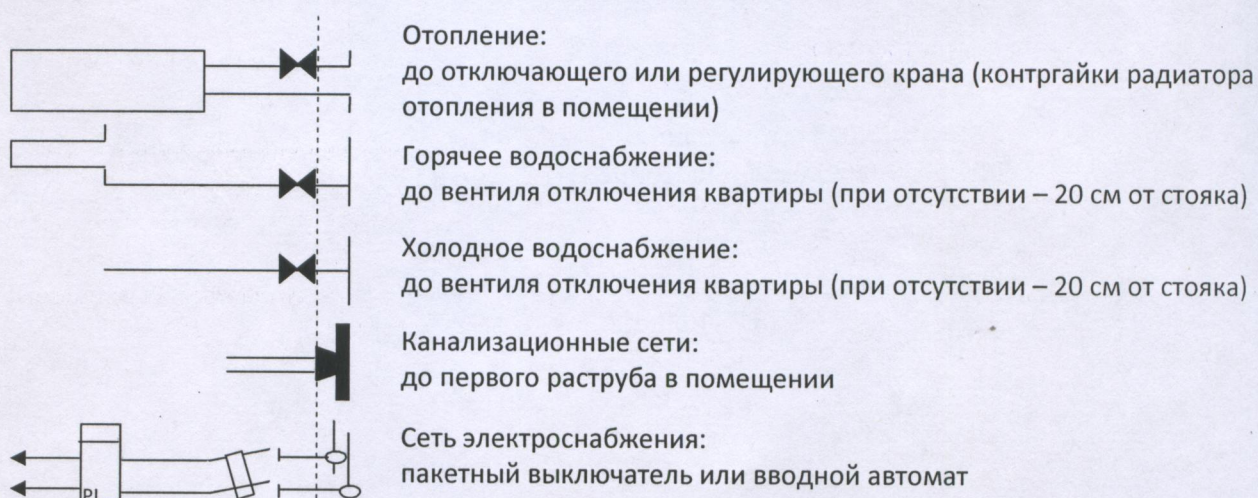 Отопление:
до отключающего или регулирующего крана (контргайки радиатора
отопления в помещении)
Горячее водоснабжение:
до вентиля отключения квартиры (при отсутствии – 20 см от стояка)
Холодное водоснабжение:
до вентиля отключения квартиры (при отсутствии – 20 см от стояка)
Канализационные сети:
до первого раструба в помещении
Сеть электроснабжения:
пакетный выключатель или вводной автомат
PI